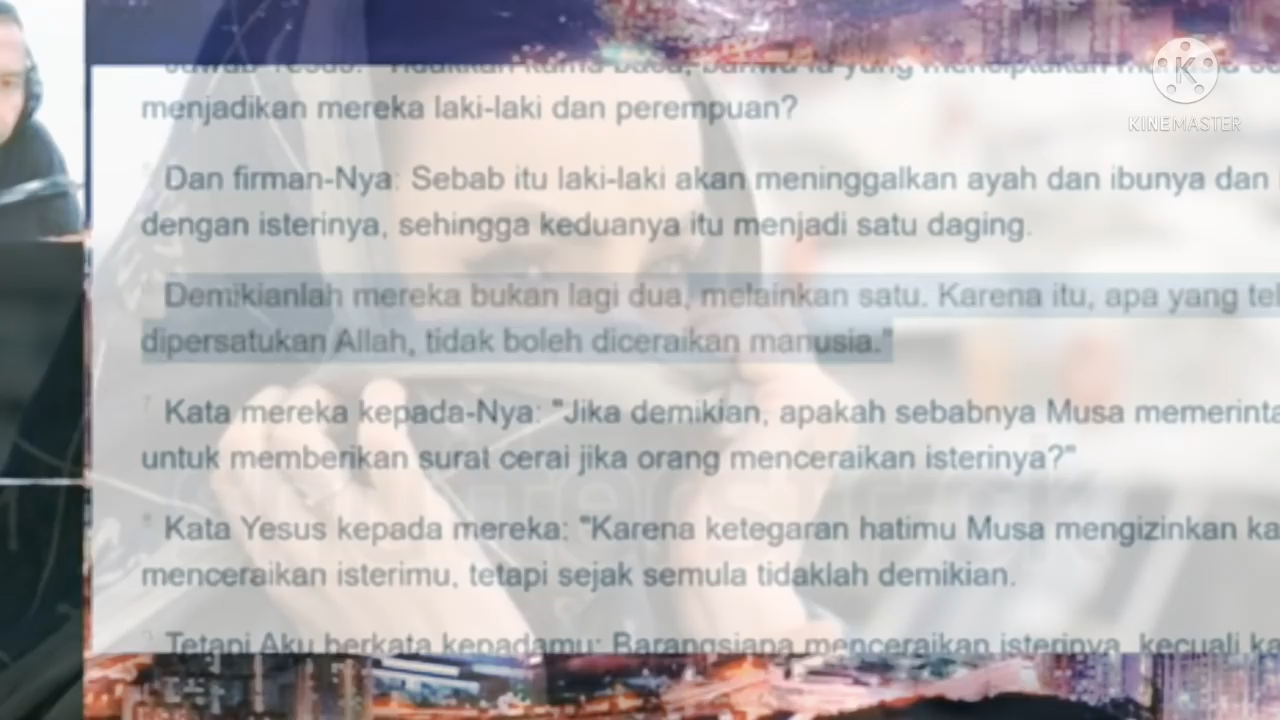 menjadikan mereka laki-laki dan perempuan?
Dan firman-Nya: Sebab itu laki-laki akan meninggalkan ayah dan ibunya dan
dengan isterinya, sehingga keduanya itu menjadi satu daging.
Demikianlah mereka bukan lagi dua, melainkan satu. Karena itu, apa yang
dipersatukan Allah, tidak boleh diceraikan manusia."
7 Kata mereka kepada-Nya: "Jika demikian, apakah sebabnya Musa
untuk memberikan surat cerai jika orang menceraikan isterinya?"
8 Kata Yesus kepada mereka: "Karena ketegaran hatimu Musa mengizinkan
menceraikan isterimu, tetapi sejak semula tidaklah demikian.
Tetapi Aku berkata kepadamu: Barangsiapa menceraikan isterinya, kecuali
K
KINEMASTER